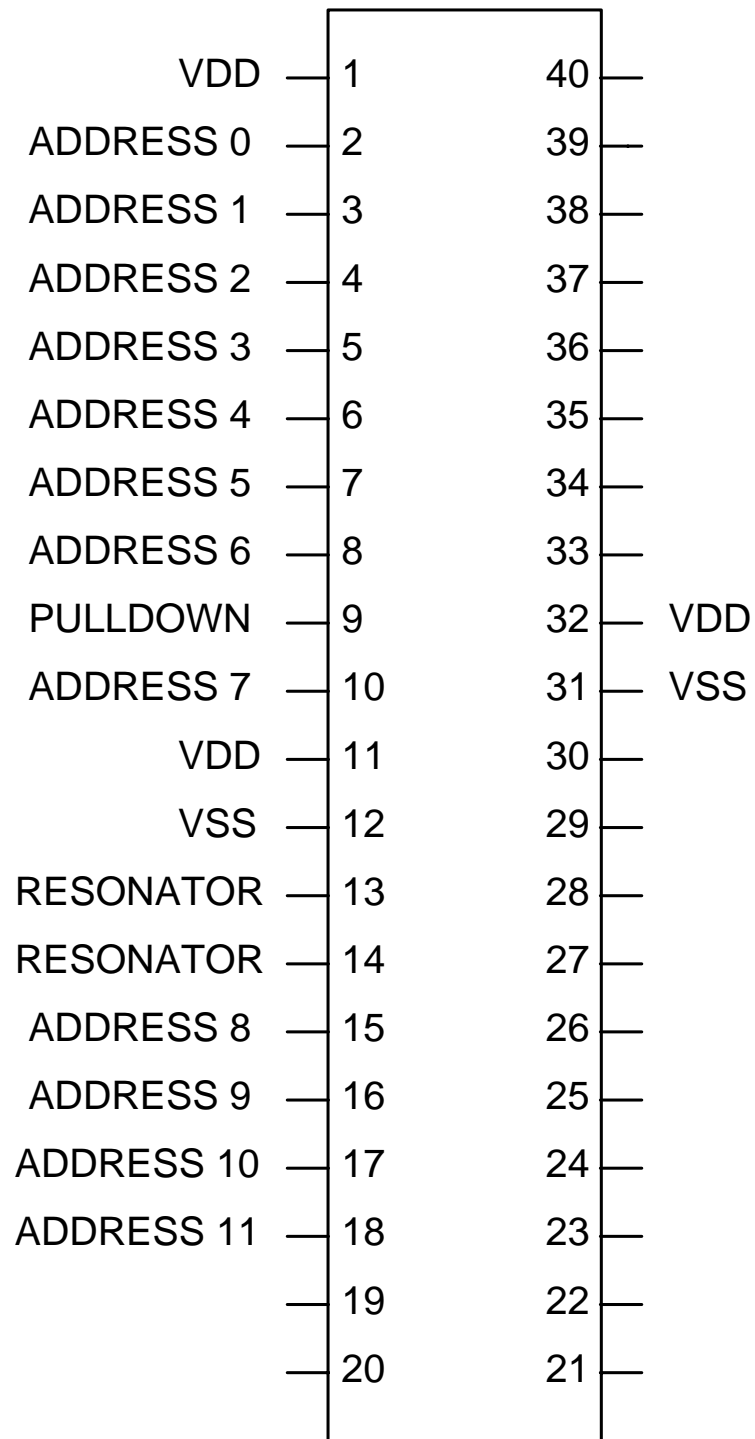 VDD 1 40
ADDRESS 0 2 39
ADDRESS 1 3 38
ADDRESS 2 4 37
ADDRESS 3 5 36
ADDRESS 4 6 35
ADDRESS 5 7 34
ADDRESS 6 8 33
PULLDOWN 9 32 VDD
ADDRESS 7 10 31 VSS
VDD 11 30
VSS 12 29
RESONATOR 13 28
RESONATOR 14 27
ADDRESS 8 15 26
ADDRESS 9 16 25
ADDRESS 10 17 24
ADDRESS 11 18 23
19 22
20 21